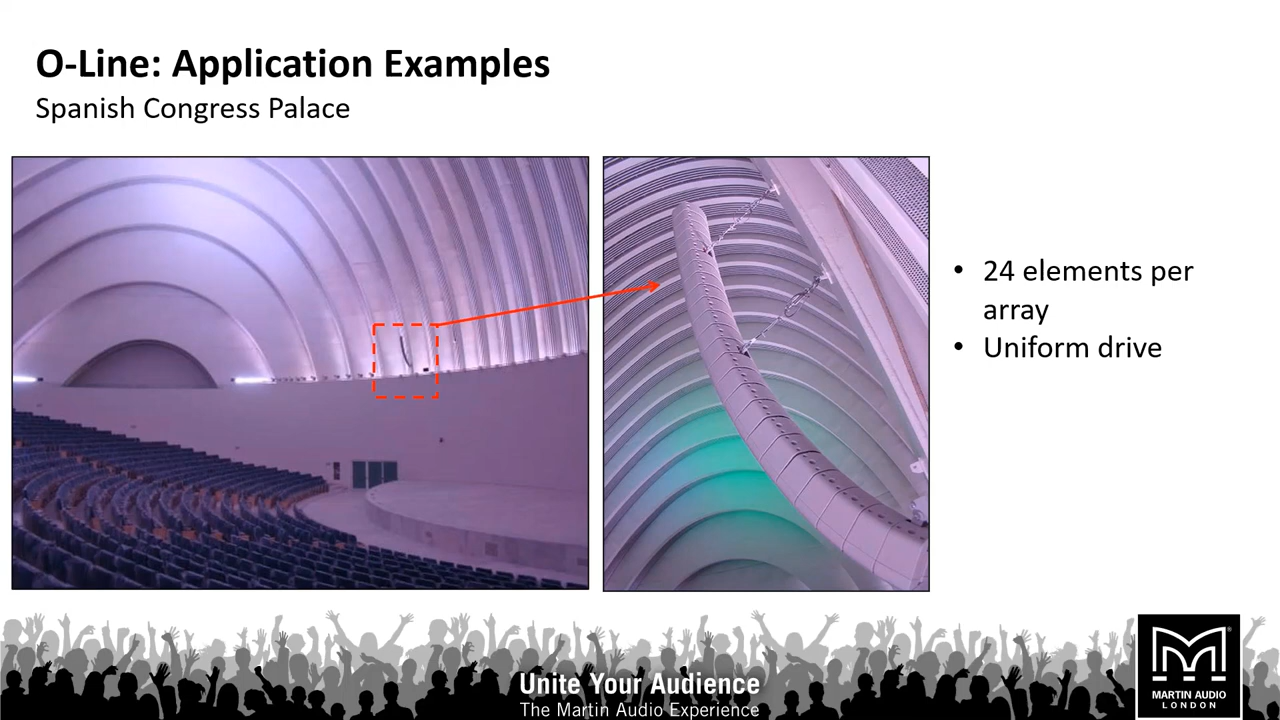 O-Line: Application Examples
Spanish Congress Palace
• 24 elements per
array
• Uniform drive
Unite Your Audience
The Martin Audio Experience
®
MARTIN AUDIO
LONDON